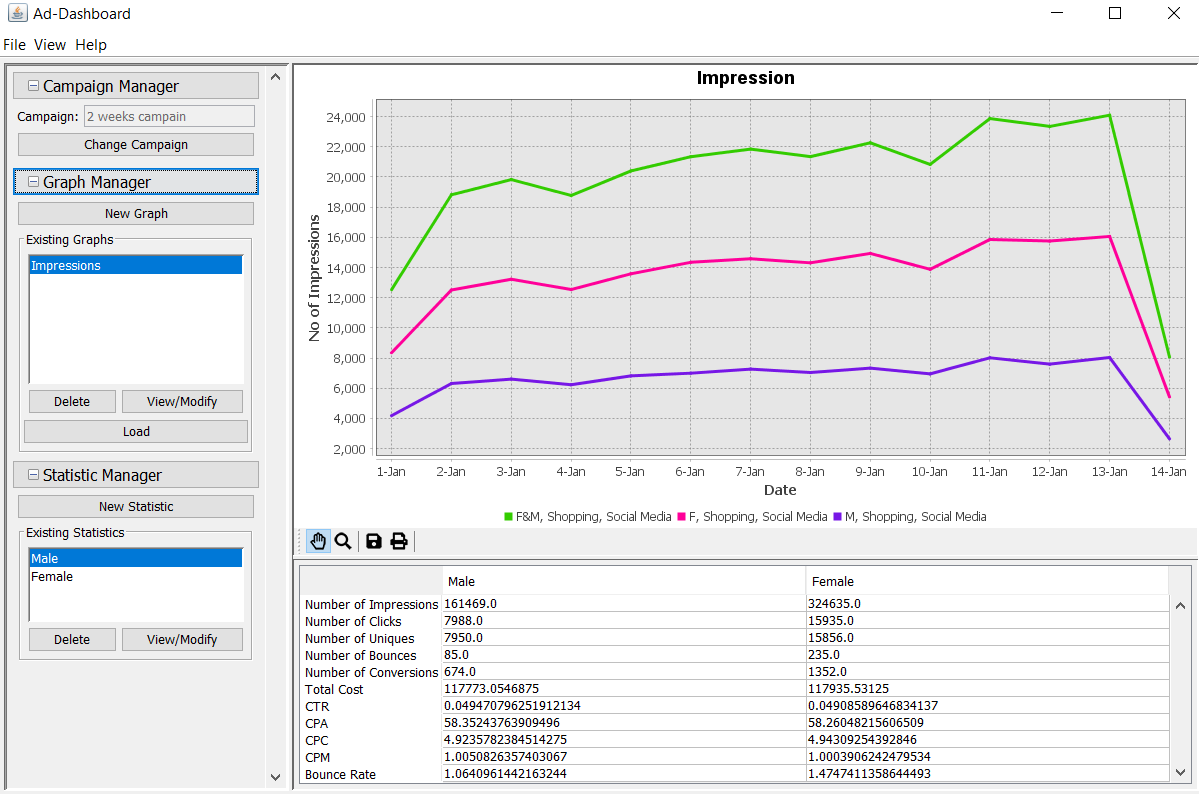 Ad-Dashboard
File View Help
Campaign Manager
Campaign: 2 weeks campain
Change Campaign
Graph Manager
New Graph
Existing Graphs
Impressions
Delete View/Modify
Load
Statistic Manager
New Statistic
Existing Statistics
Male
Female
Delete View/Modify
Impression
No of Impressions
24,000
22,000
20,000
18,000
16,000
14,000
12,000
10,000
8,000
6,000
4,000
2,000
1-Jan 2-Jan 3-Jan 4-Jan 5-Jan 6-Jan 7-Jan 8-Jan 9-Jan 10-Jan 11-Jan 12-Jan 13-Jan 14-Jan
Date
F&M, Shopping, Social Media F, Shopping, Social Media M, Shopping, Social Media
Male Female
Number of Impressions 161469.0 324635.0
Number of Clicks 7988.0 15935.0
Number of Uniques 7950.0 15856.0
Number of Bounces 85.0 235.0
Number of Conversions 674.0 1352.0
Total Cost 117773.0546875 117935.53125
CTR 0.049470796251912134 0.04908589646834137
CPA 58.35243763909496 58.26048215606509
CPC 4.9235782384514275 4.94309254392846
CPM 1.0050826357403067 1.0003906242479534
Bounce Rate 1.0640961442163244 1.4747411358644493